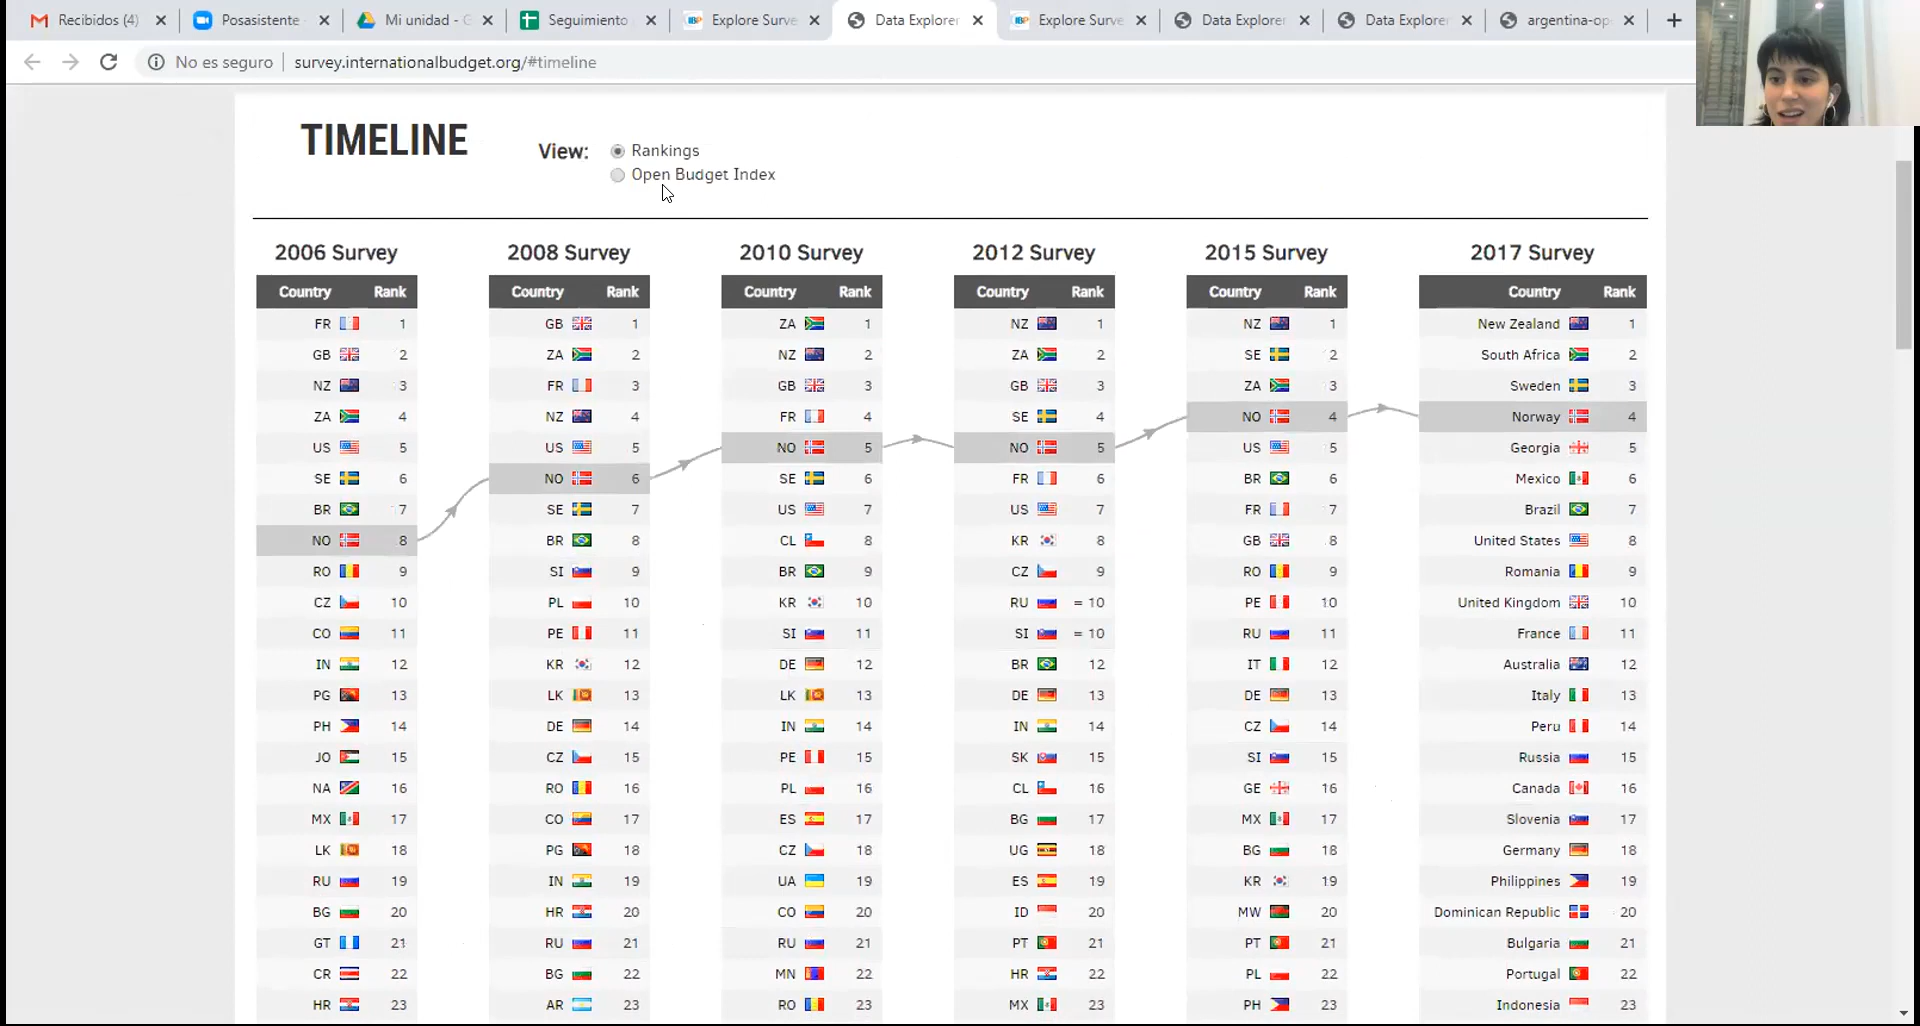 Recibidos (4)
Posasistente
Mi unidad - G
Seguimiento
Explore Surve
Data Explorer
Explore Surve
Data Explorer
Data Explorer
argentina-op
No es seguro
survey.internationalbudget.org/#timeline
TIMELINE
View:
Rankings
Open Budget Index
2006 Survey 2008 Survey 2010 Survey 2012 Survey 2015 Survey 2017 Survey
Country Rank Country Rank Country Rank Country Rank Country Rank Country Rank
FR 1 GB 1 ZA 1 NZ 1 NZ 1 New Zealand 1
GB 2 ZA 2 NZ 2 ZA 2 SE 2 South Africa 2
NZ 3 FR 3 GB 3 GB 3 ZA 3 Sweden 3
ZA 4 NZ 4 FR 4 SE 4 NO 4 Norway 4
US 5 US 5 NO 5 NO 5 US 5 Georgia 5
SE 6 NO 6 SE 6 FR 6 BR 6 Mexico 6
BR 7 SE 7 US 7 US 7 FR 7 Brazil 7
NO 8 BR 8 CL 8 KR 8 GB 8 United States 8
RO 9 SI 9 BR 9 CZ 9 RO 9 Romania 9
CZ 10 PL 10 KR 10 RU = 10 PE 10 United Kingdom 10
CO 11 PE 11 SI 11 SI = 10 RU 11 France 11
IN 12 KR 12 DE 12 BR 12 IT 12 Australia 12
PG 13 LK 13 LK 13 DE 13 DE 13 Italy 13
PH 14 DE 14 IN 14 IN 14 CZ 14 Peru 14
JO 15 CZ 15 PE 15 SK 15 SI 15 Russia 15
NA 16 RO 16 PL 16 CL 16 GE 16 Canada 16
MX 17 CO 17 ES 17 BG 17 MX 17 Slovenia 17
LK 18 PG 18 CZ 18 UG 18 BG 18 Germany 18
RU 19 IN 19 UA 19 ES 19 KR 19 Philippines 19
BG 20 HR 20 CO 20 ID 20 MW 20 Dominican Republic 20
GT 21 RU 21 RU 21 PT 21 PT 21 Bulgaria 21
CR 22 BG 22 MN 22 HR 22 PL 22 Portugal 22
HR 23 AR 23 RO 23 MX 23 PH 23 Indonesia 23